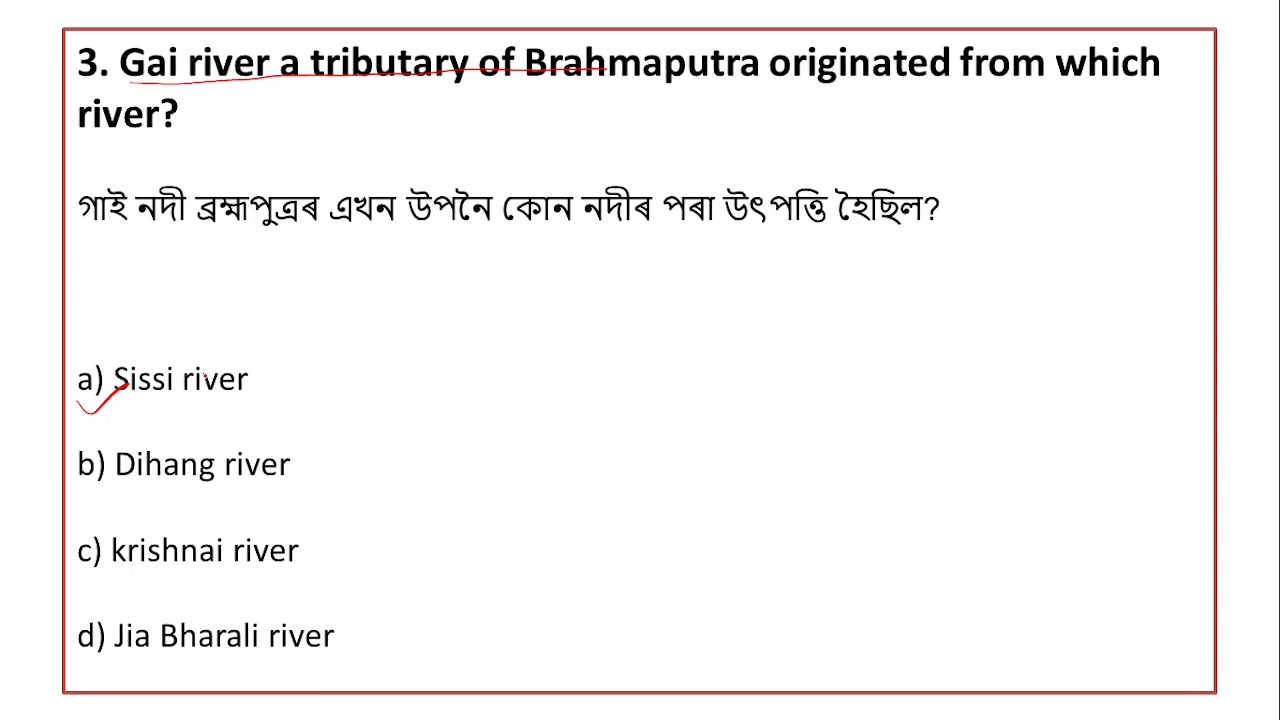 3. Gai river a tributary of Brahmaputra originated from which
river?
গাই নদী ব্ৰহ্মপুত্ৰৰ এখন উপনৈ কোন নদীৰ পৰা উৎপত্তি হৈছিল?
a) Sissi river
b) Dihang river
c) krishnai river
d) Jia Bharali river